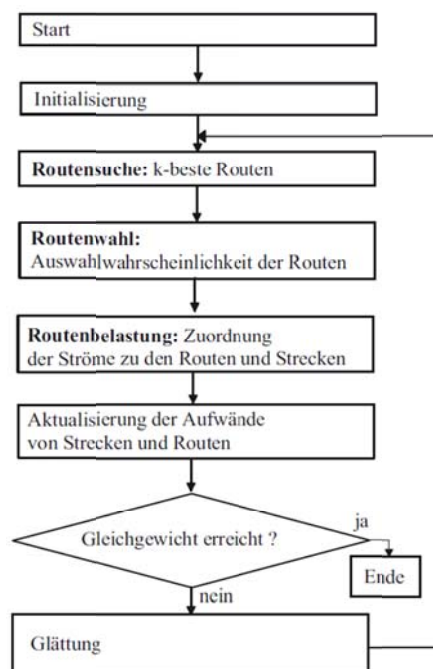 Start
Initialisierung
Routensuche: k-beste Routen
Routenwahl:
Auswahlwahrscheinlichkeit der Routen
Routenbelastung: Zuordnung
der Ströme zu den Routen und Strecken
Aktualisierung der Aufwände
von Strecken und Routen
Gleichgewicht erreicht ?
ja
Ende
nein
Glättung